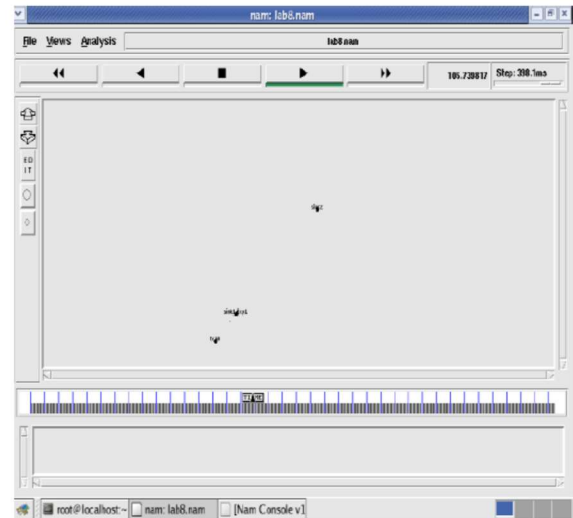 nam: lab8.nam
File Views Analysis lab8.nam
105.739817 Step: 398.1ms
ED
IT
TIME
root@localhost:~ nam: lab8.nam [Nam Console v1